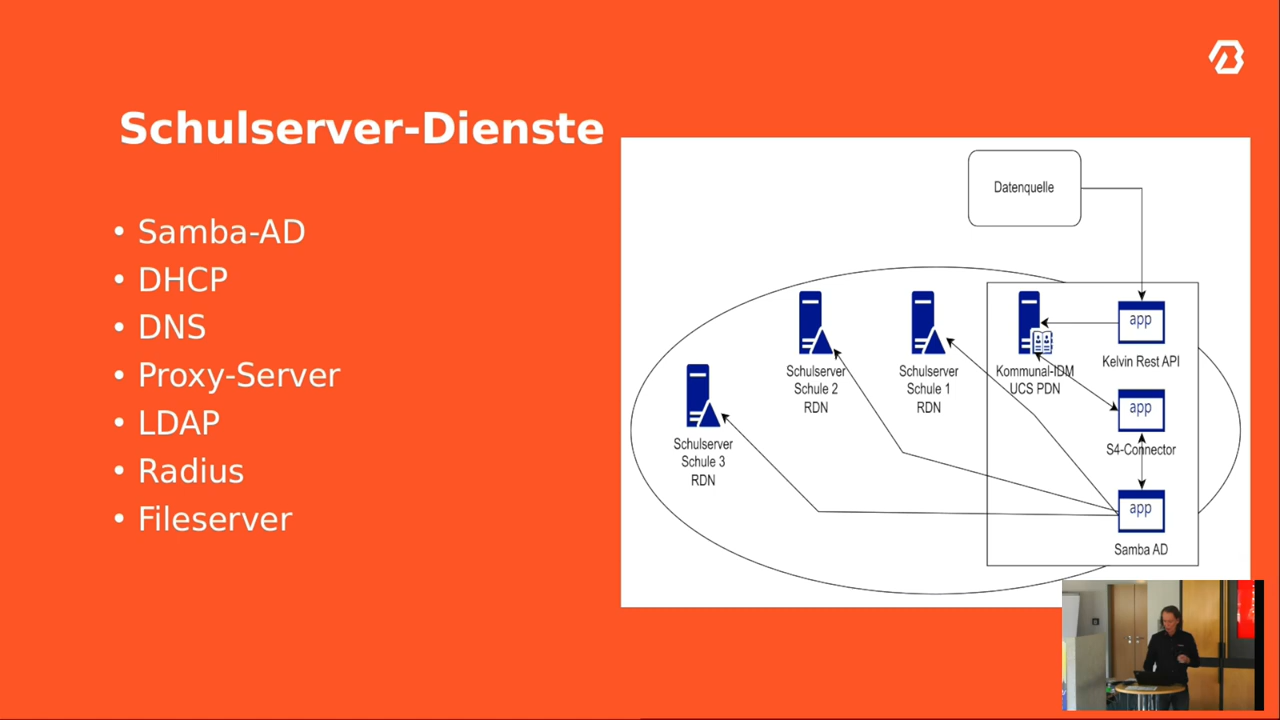 Schulserver-Dienste
• Samba-AD
• DHCP
• DNS
• Proxy-Server
• LDAP
• Radius
• Fileserver
Datenquelle
app
Kelvin Rest API
Kommunal-IDM
UCS PDN
Schulserver
Schule 1
RDN
Schulserver
Schule 2
RDN
Schulserver
Schule 3
RDN
app
S4-Connector
app
Samba AD